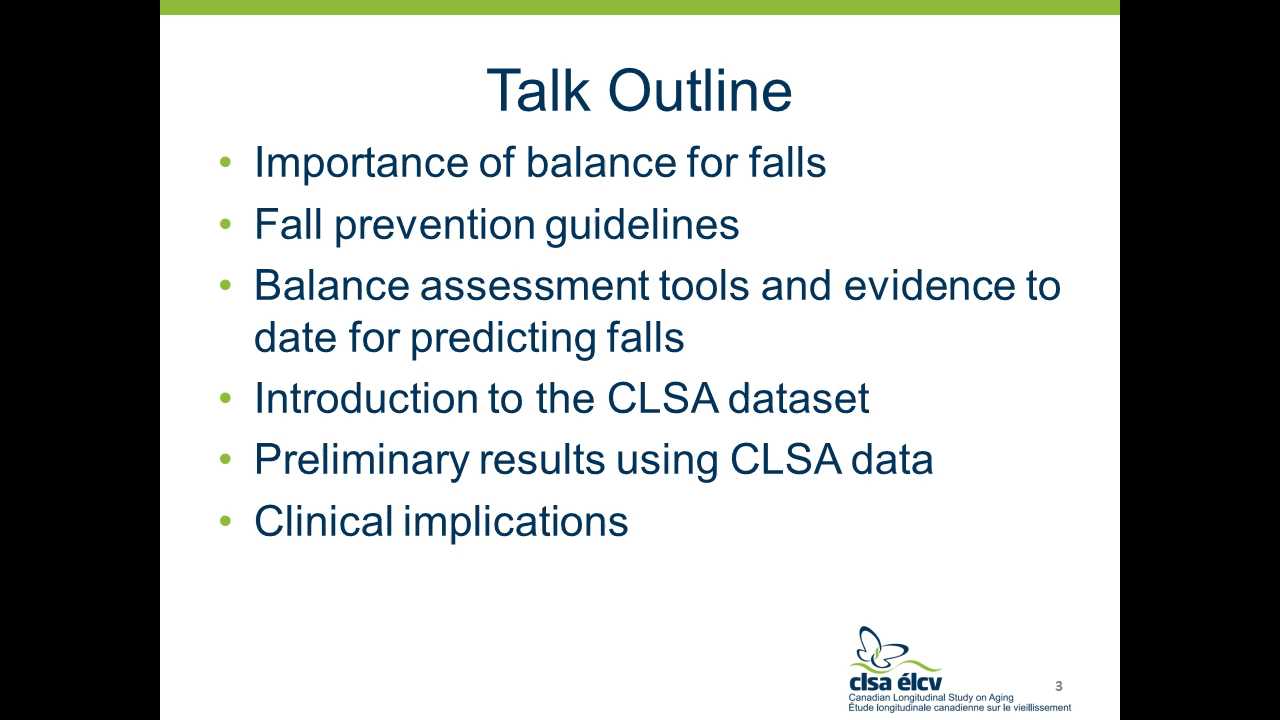 Talk Outline
• Importance of balance for falls
• Fall prevention guidelines
• Balance assessment tools and evidence to
date for predicting falls
• Introduction to the CLSA dataset
• Preliminary results using CLSA data
• Clinical implications
clsa élcv
3
Canadian Longitudinal Study on Aging
Étude longitudinale canadienne sur le vieillissement